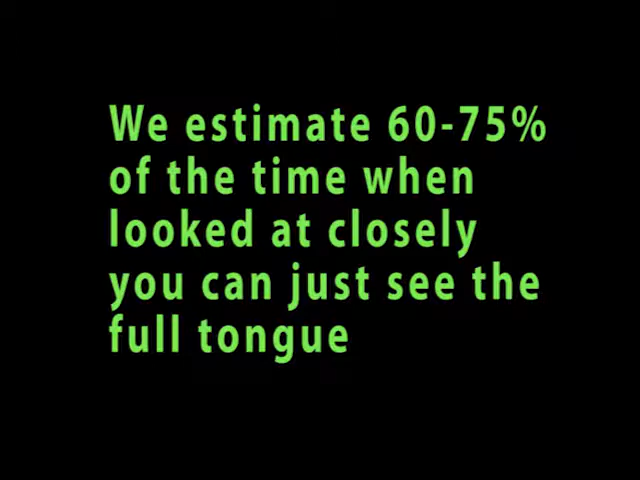 We estimate 60-75%
of the time when
looked at closely
you can just see the
full tongue